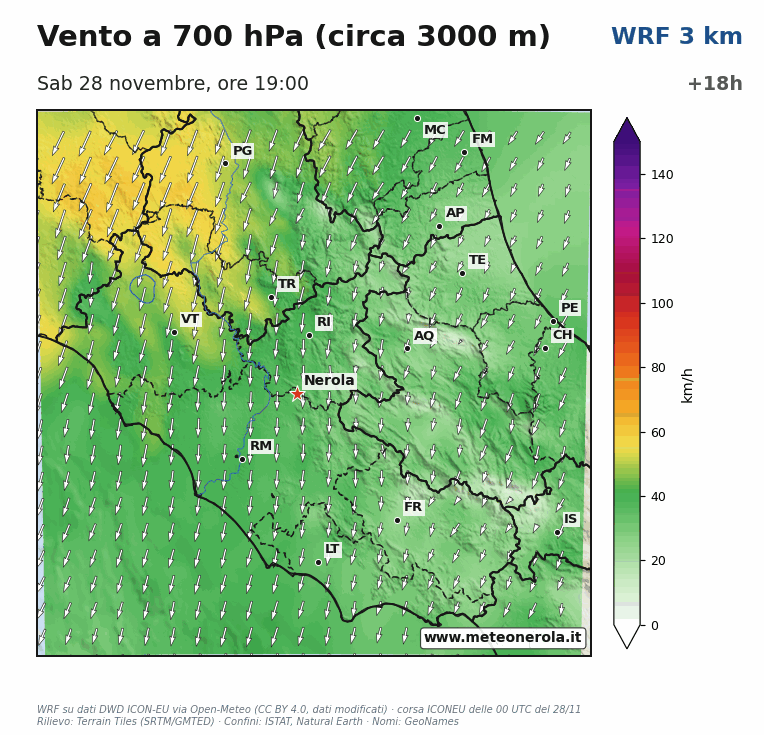 Vento a 700 hPa (circa 3000 m)
WRF 3 km
Sab 28 novembre, ore 19:00
+18h
MC
FM
PG
AP
TE
TR
PE
VT
RI
AQ
CH
Nerola
RM
FR
IS
LT
www.meteonerola.it
140
120
100
80
60
40
20
0
km/h
WRF su dati DWD ICON-EU via Open-Meteo (CC BY 4.0, dati modificati) · corsa ICONEU delle 00 UTC del 28/11
Rilievo: Terrain Tiles (SRTM/GMTED) · Confini: ISTAT, Natural Earth · Nomi: GeoNames